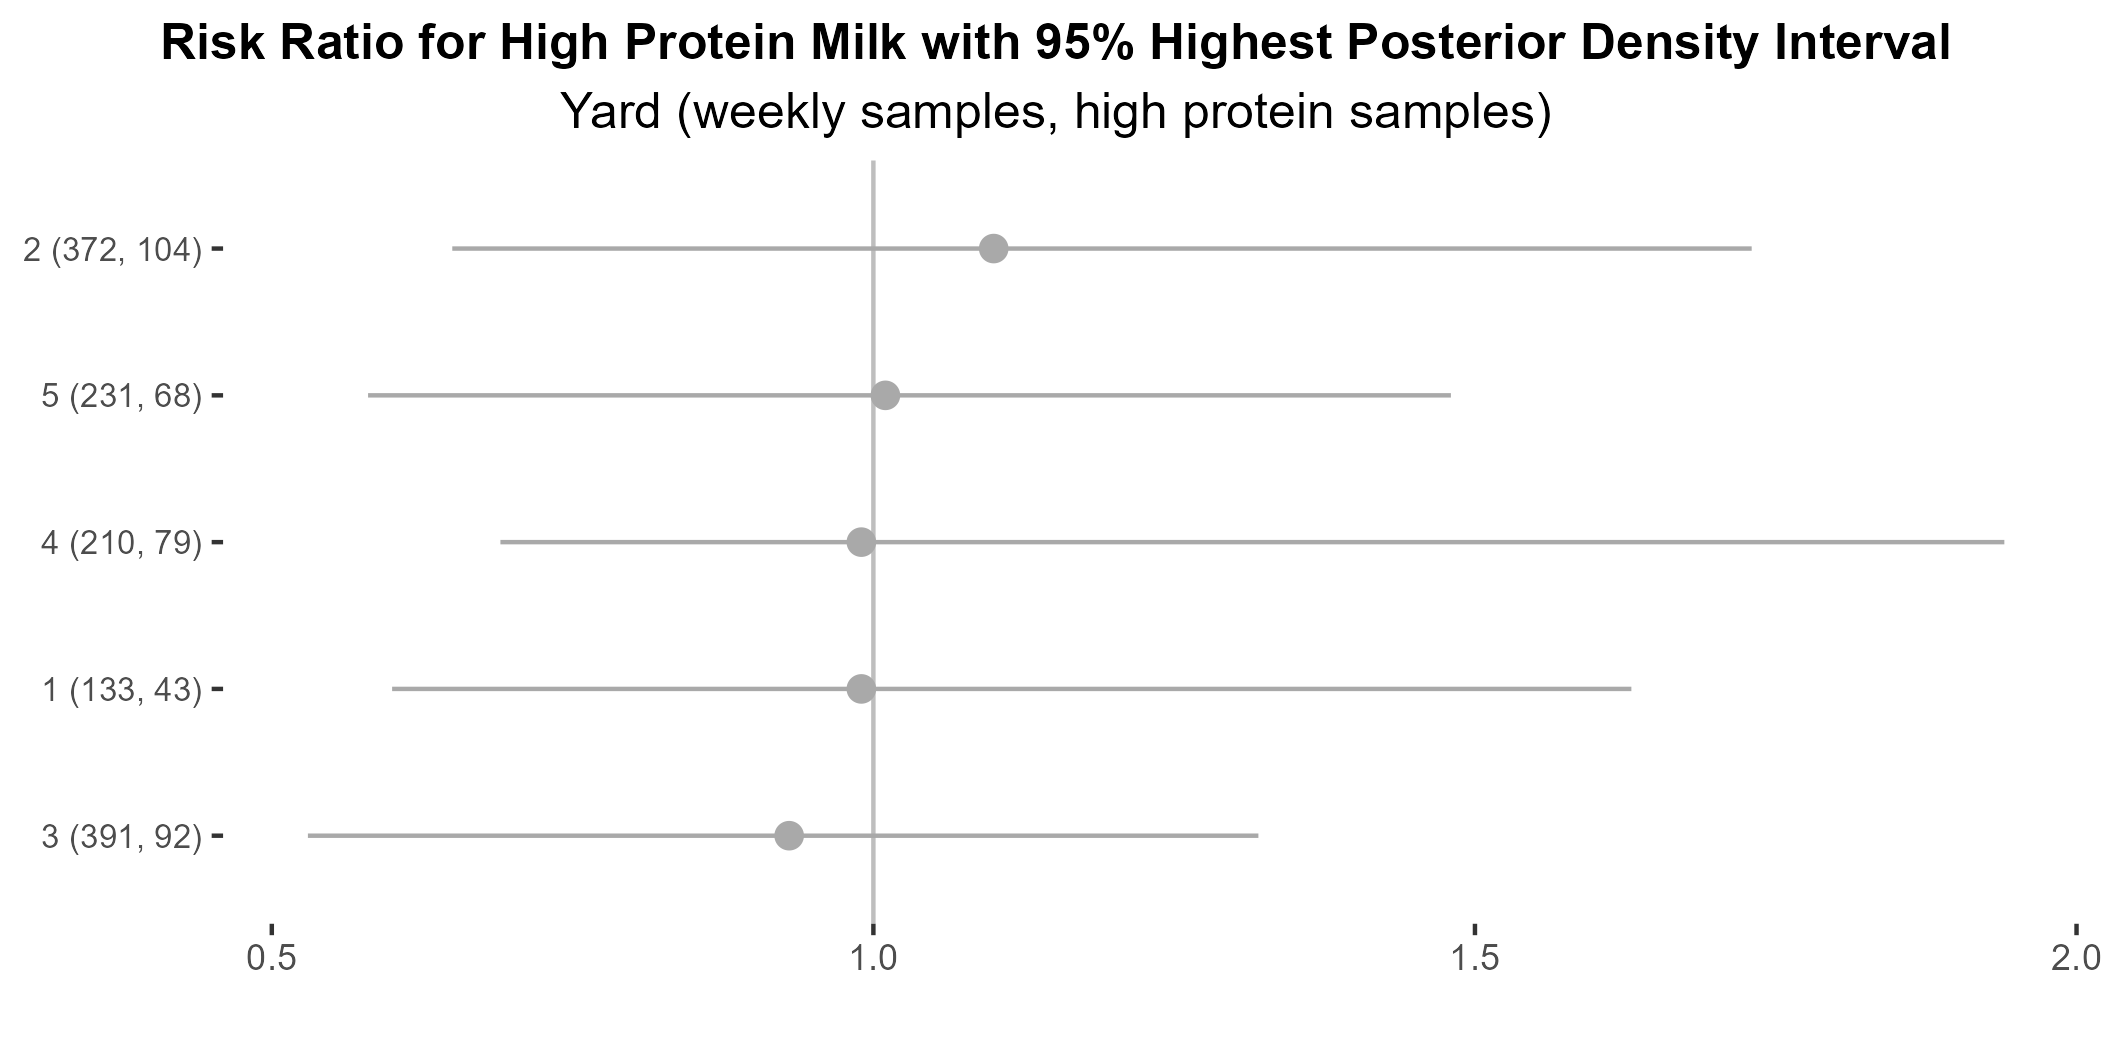 Risk Ratio for High Protein Milk with 95% Highest Posterior Density Interval
Yard (weekly samples, high protein samples)
2 (372, 104)
5 (231, 68)
4 (210, 79)
1 (133, 43)
3 (391, 92)
0.5 1.0 1.5 2.0